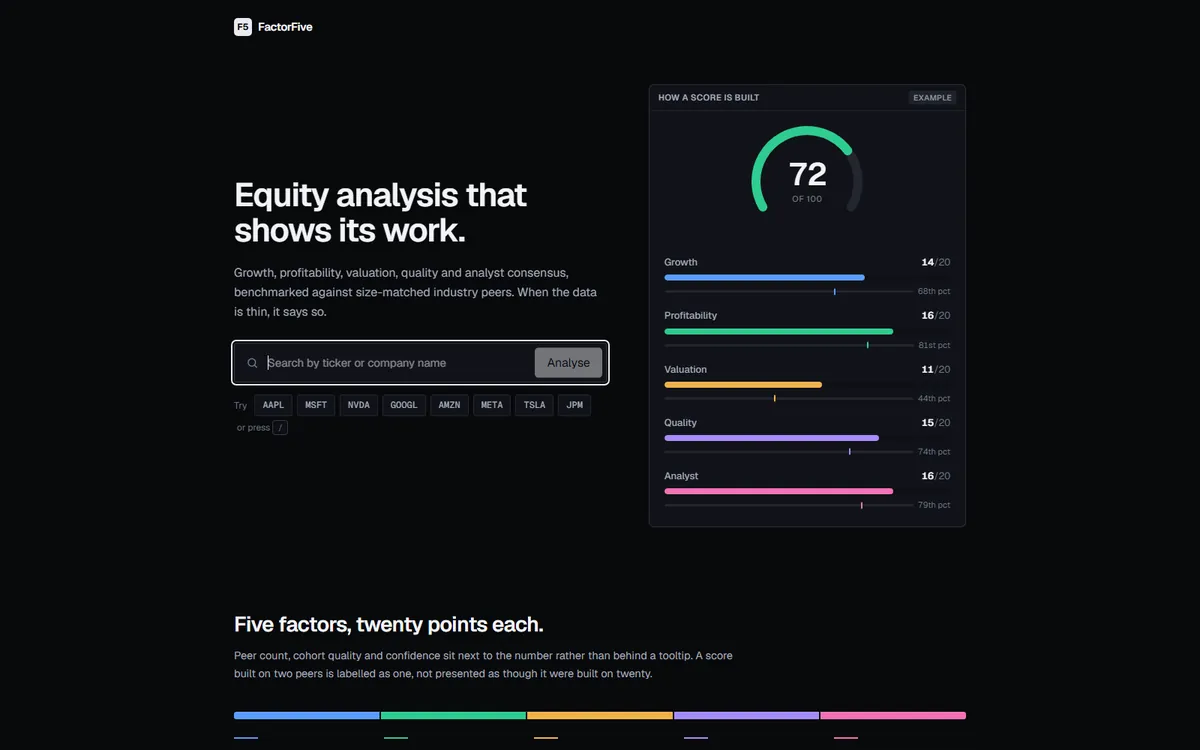 F5 FactorFive
Equity analysis that
shows its work.
Growth, profitability, valuation, quality and analyst consensus,
benchmarked against size-matched industry peers. When the data
is thin, it says so.
Search by ticker or company name
Analyse
Try AAPL MSFT NVDA GOOGL AMZN META TSLA JPM
or press /
HOW A SCORE IS BUILT EXAMPLE
72
OF 100
Growth 14/20
68th pct
Profitability 16/20
81st pct
Valuation 11/20
44th pct
Quality 15/20
74th pct
Analyst 16/20
79th pct
Five factors, twenty points each.
Peer count, cohort quality and confidence sit next to the number rather than behind a tooltip. A score
built on two peers is labelled as one, not presented as though it were built on twenty.